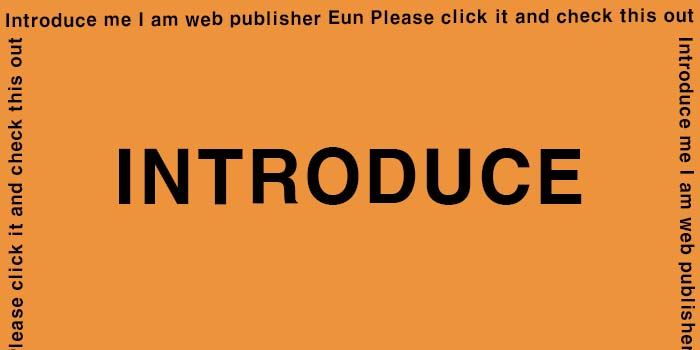 Introduce me I am web publisher Eun Please click it and check this out
INTRODUCE
lease click it and check this out
Introduce me I am web publisher